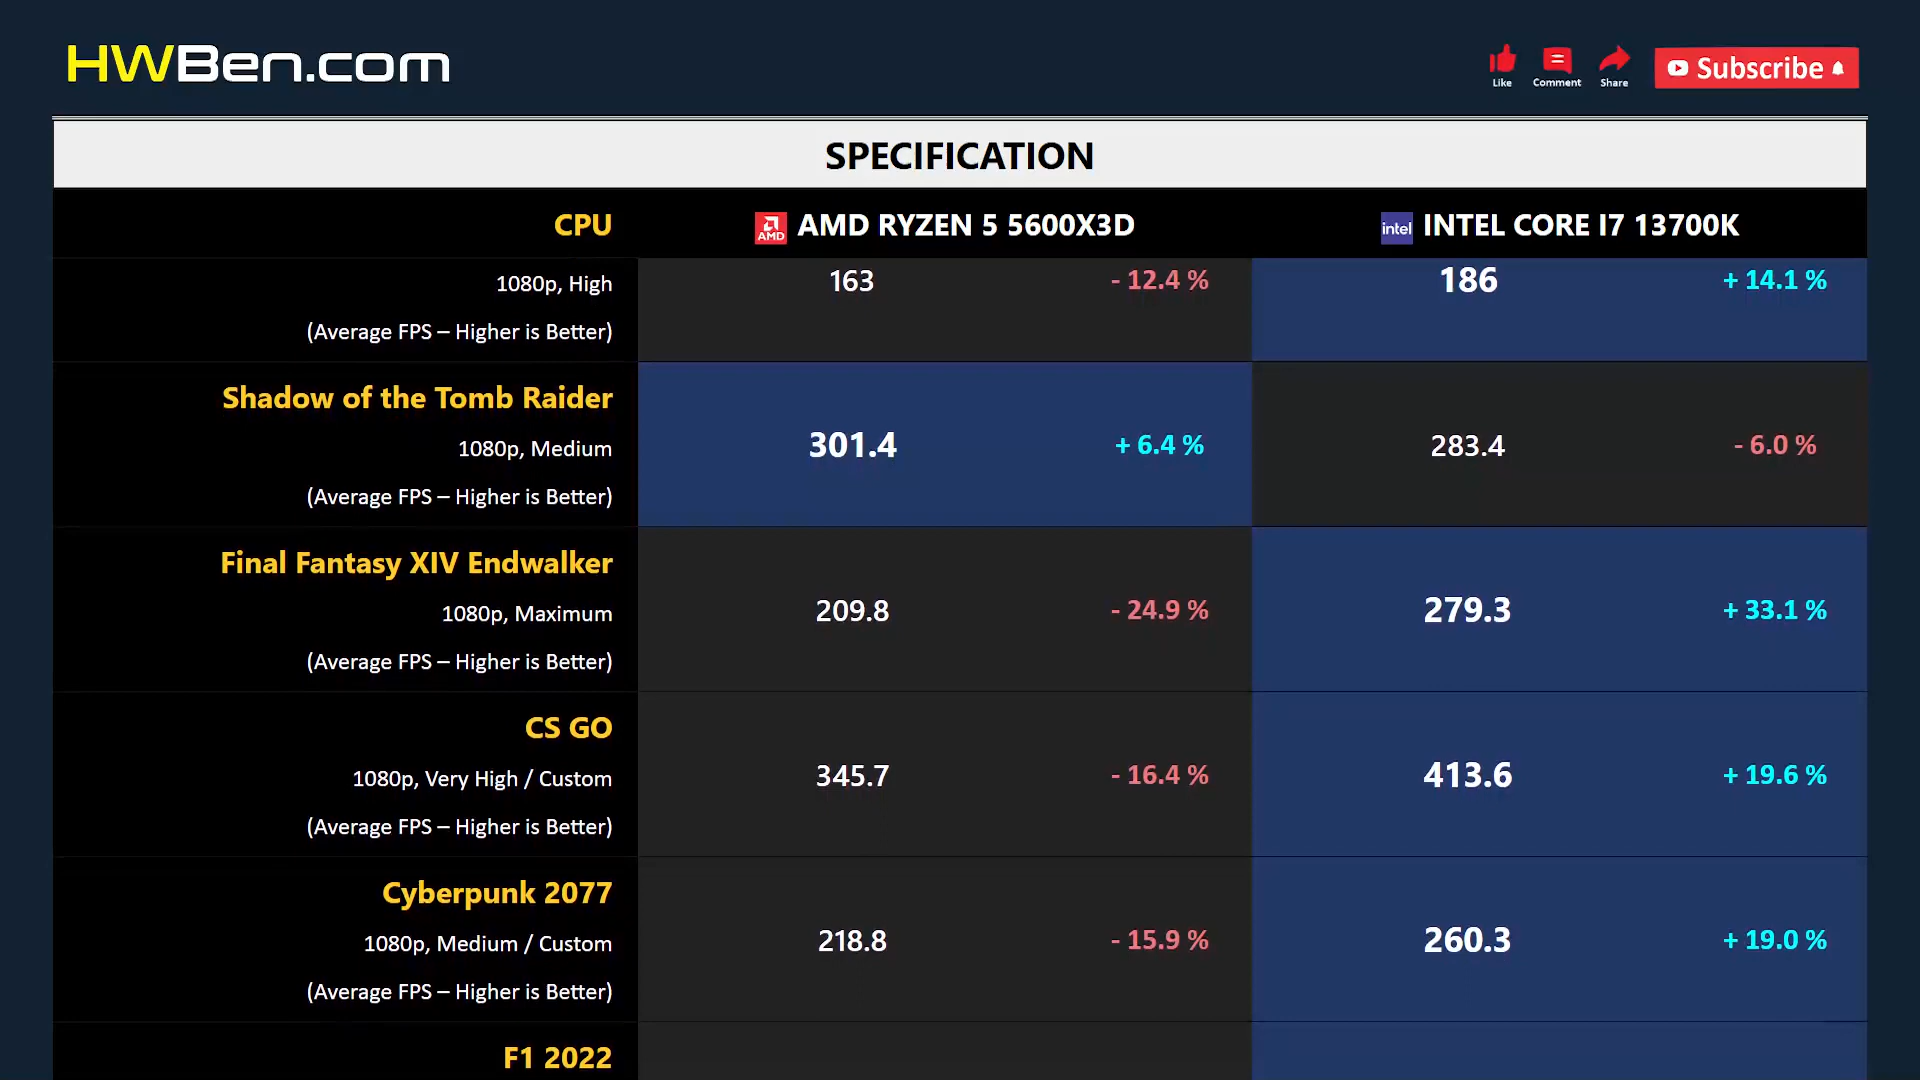 HWBen.com
Like Comment Share Subscribe
SPECIFICATION
CPU AMD AMD RYZEN 5 5600X3D intel INTEL CORE I7 13700K
1080p, High 163 - 12.4 % 186 + 14.1 %
(Average FPS – Higher is Better)
Shadow of the Tomb Raider
1080p, Medium 301.4 + 6.4 % 283.4 - 6.0 %
(Average FPS – Higher is Better)
Final Fantasy XIV Endwalker
1080p, Maximum 209.8 - 24.9 % 279.3 + 33.1 %
(Average FPS – Higher is Better)
CS GO
1080p, Very High / Custom 345.7 - 16.4 % 413.6 + 19.6 %
(Average FPS – Higher is Better)
Cyberpunk 2077
1080p, Medium / Custom 218.8 - 15.9 % 260.3 + 19.0 %
(Average FPS – Higher is Better)
F1 2022